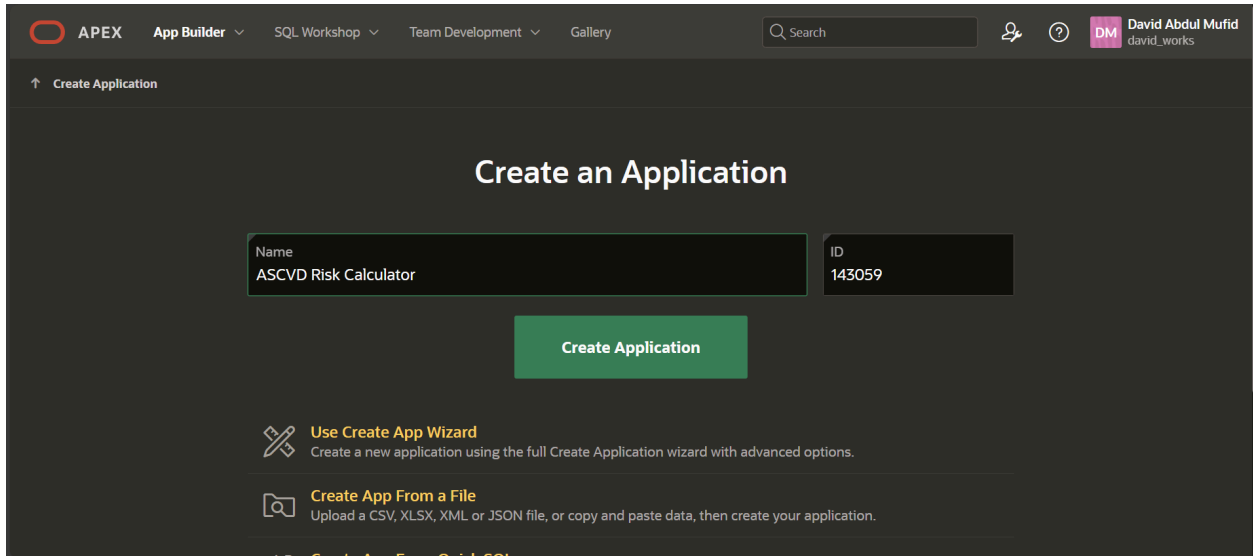 APEX App Builder SQL Workshop Team Development Gallery Search DM David Abdul Mufid
david_works
Create Application
Create an Application
Name ID
ASCVD Risk Calculator 143059
Create Application
Use Create App Wizard
Create a new application using the full Create Application wizard with advanced options.
Create App From a File
Upload a CSV, XLSX, XML or JSON file, or copy and paste data, then create your application.